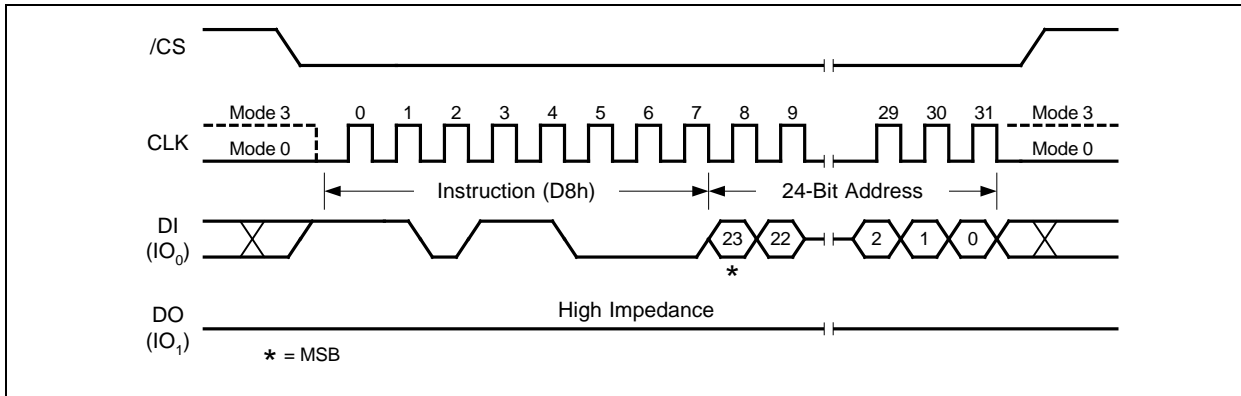 /CS
Mode 3 0 1 2 3 4 5 6 7 8 9 29 30 31 Mode 3
CLK
Mode 0 Mode 0
Instruction (D8h) 24-Bit Address
DI
(IO0)
23 22 2 1 0
*
High Impedance
DO
(IO1)
* = MSB